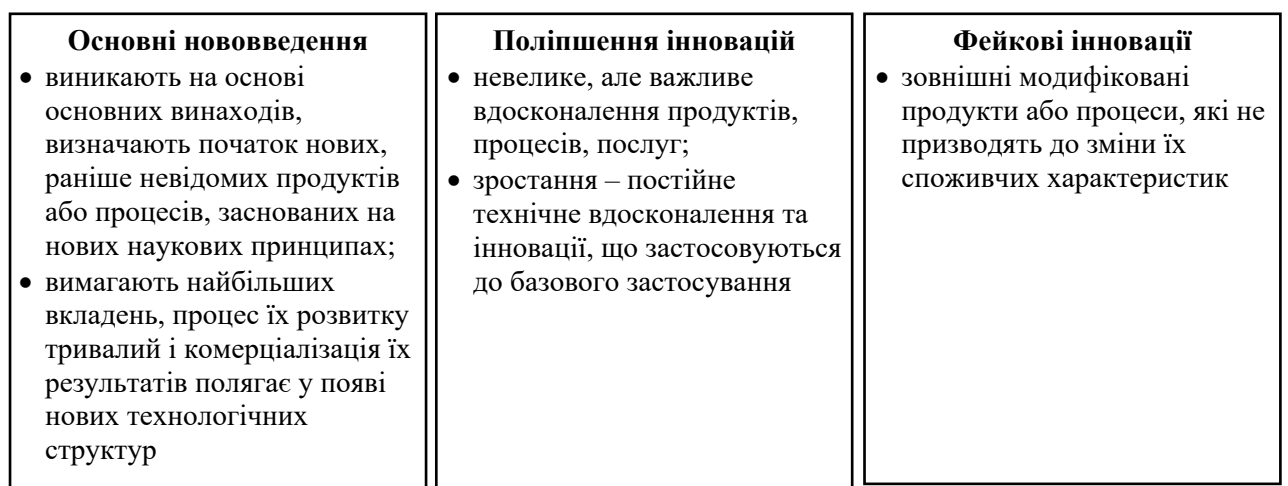 Основні нововведення
• виникають на основі
основних винаходів,
визначають початок нових,
раніше невідомих продуктів
або процесів, заснованих на
нових наукових принципах;
• вимагають найбільших
вкладень, процес їх розвитку
тривалий і комерціалізація їх
результатів полягає у появі
нових технологічних
структур
Поліпшення інновацій
• невелике, але важливе
вдосконалення продуктів,
процесів, послуг;
• зростання – постійне
технічне вдосконалення та
інновації, що застосовуються
до базового застосування
Фейкові інновації
• зовнішні модифіковані
продукти або процеси, які не
призводять до зміни їх
споживчих характеристик